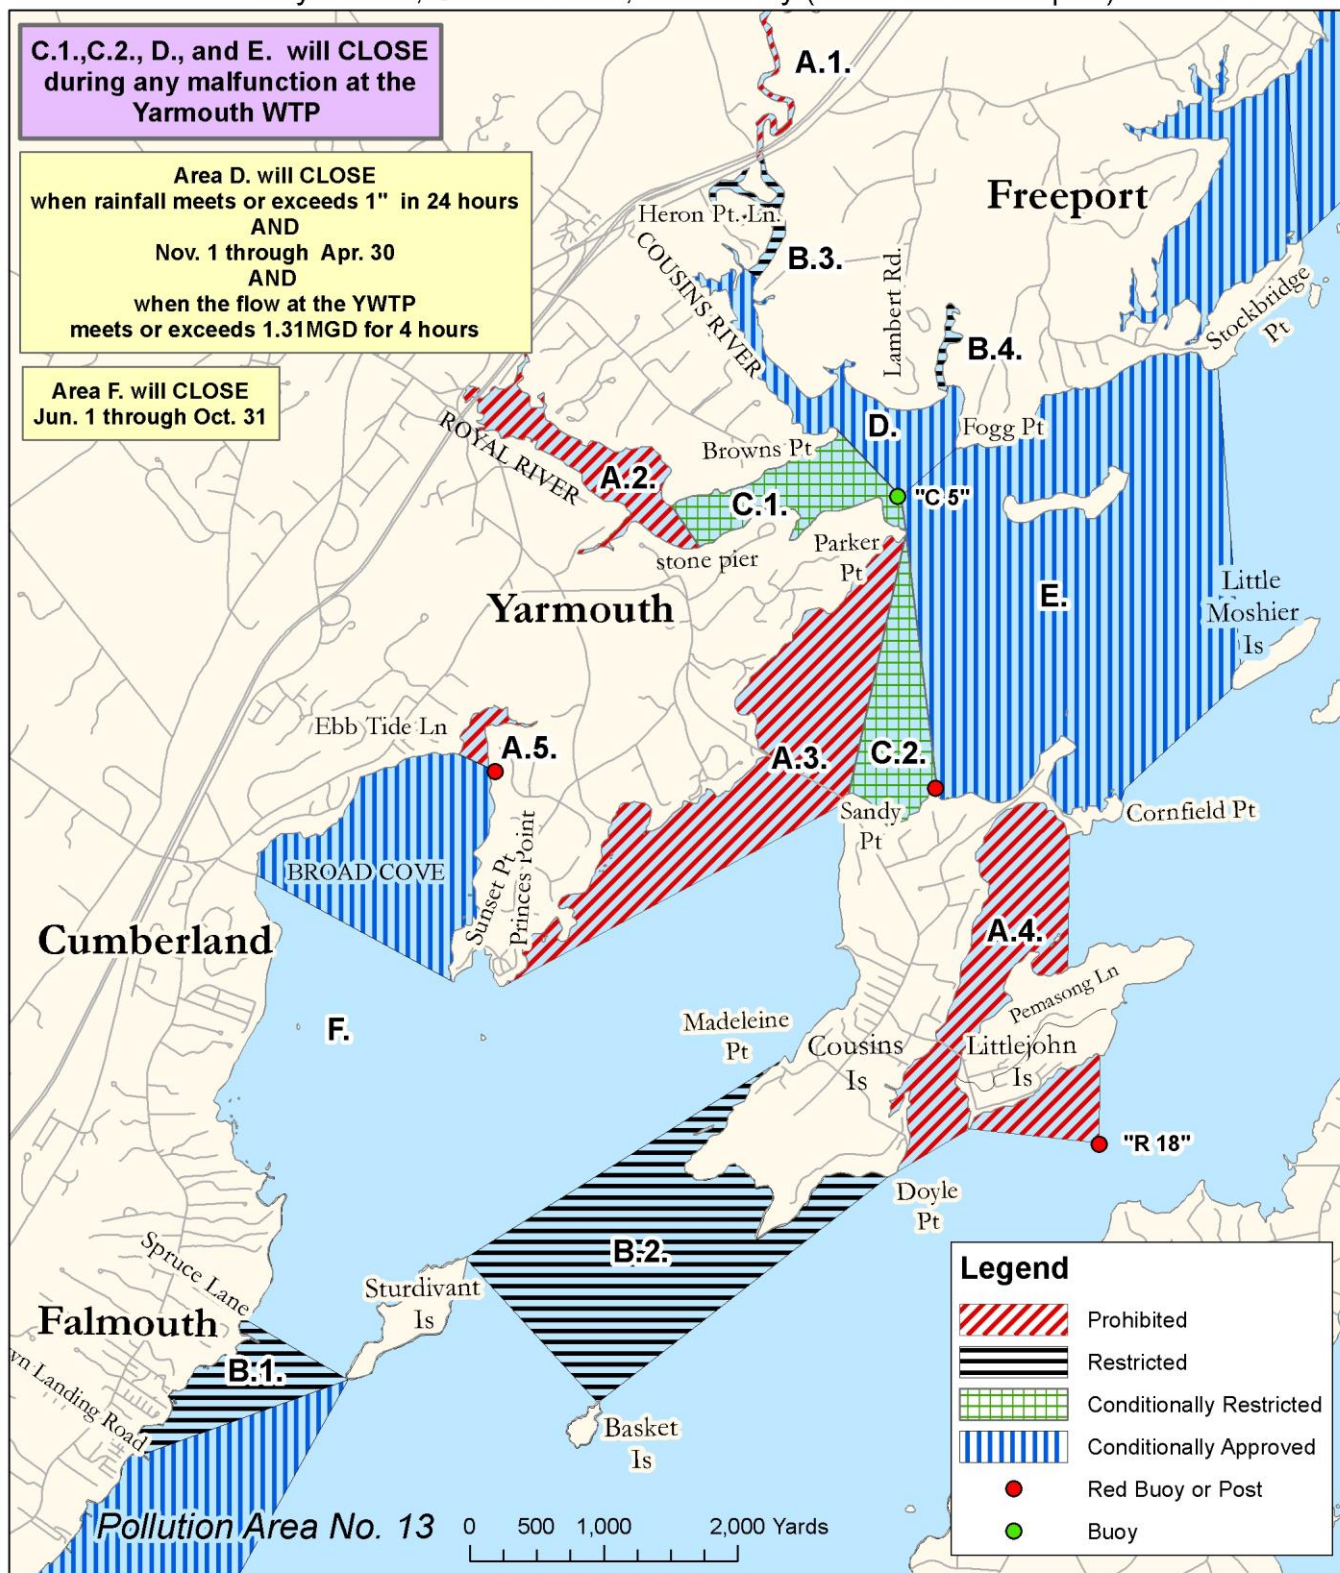 C.1.,C.2., D., and E. will CLOSE
during any malfunction at the
Yarmouth WTP
Area D. will CLOSE
when rainfall meets or exceeds 1" in 24 hours
AND
Nov. 1 through Apr. 30
AND
when the flow at the YWTP
meets or exceeds 1.31MGD for 4 hours
Area F. will CLOSE
Jun. 1 through Oct. 31
A.1.
Freeport
Heron Pt. Ln.
B.3.
COUSINS RIVER
Lambert Rd.
Stockbridge
Pt
B.4.
D.
Fogg Pt
ROYAL RIVER
Browns Pt
A.2.
C.1.
"C 5"
stone pier
Parker
Pt
Yarmouth
E.
Little
Moshier
Is
Ebb Tide Ln
A.5.
A.3.
C.2.
Sandy
Pt
Cornfield Pt
BROAD COVE
Sunset Pt
Princes Point
Cumberland
A.4.
Pemasong Ln
F.
Madeleine
Pt
Cousins
Is
Littlejohn
Is
"R 18"
Doyle
Pt
B.2.
Spruce Lane
Sturdivant
Is
Falmouth
B.1.
wn Landing Road
Basket
Is
Pollution Area No. 13
0 500 1,000 2,000 Yards
Legend
Prohibited
Restricted
Conditionally Restricted
Conditionally Approved
Red Buoy or Post
Buoy